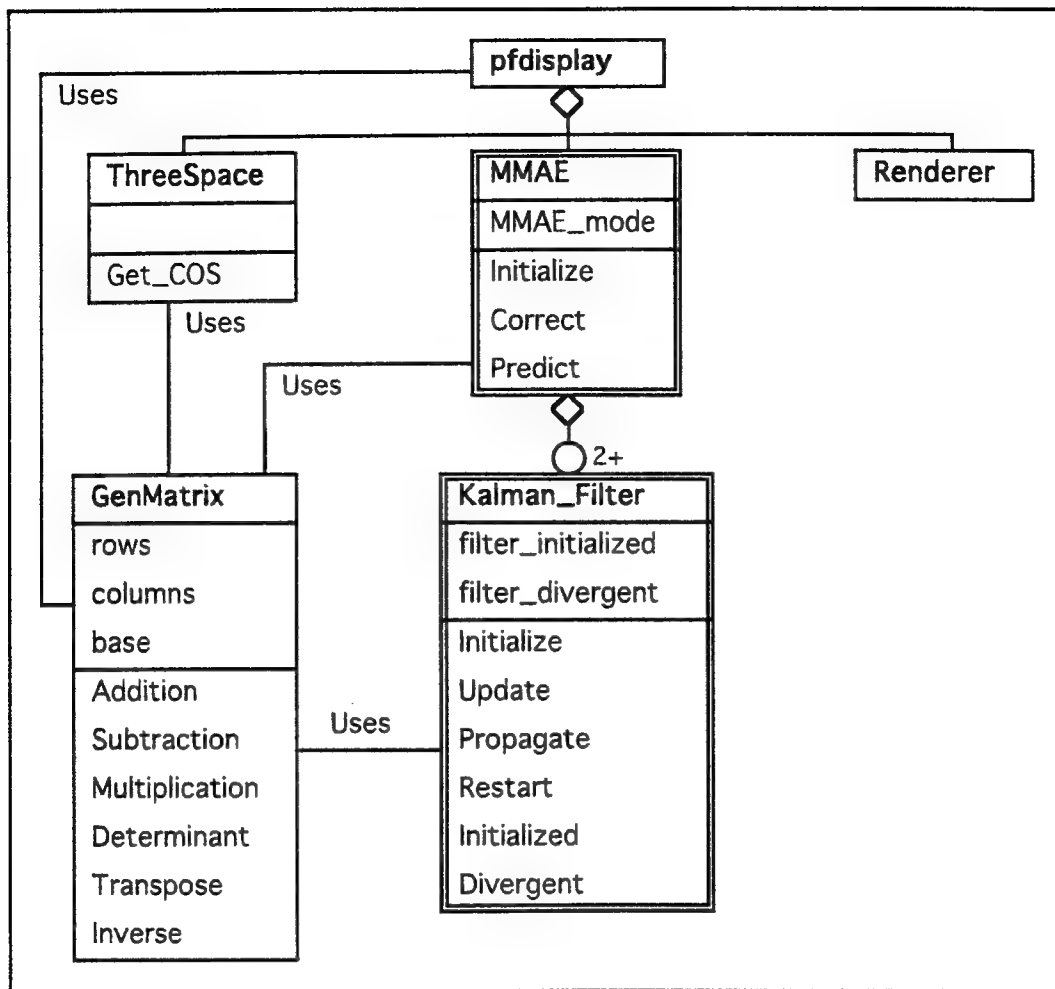 pfdisplay
Uses
ThreeSpace
Get_COS
MMAE
MMAE_mode
Initialize
Correct
Predict
Renderer
Uses
Uses
2+
GenMatrix
rows
columns
base
Addition
Subtraction
Multiplication
Determinant
Transpose
Inverse
Uses
Kalman_Filter
filter_initialized
filter_divergent
Initialize
Update
Propagate
Restart
Initialized
Divergent